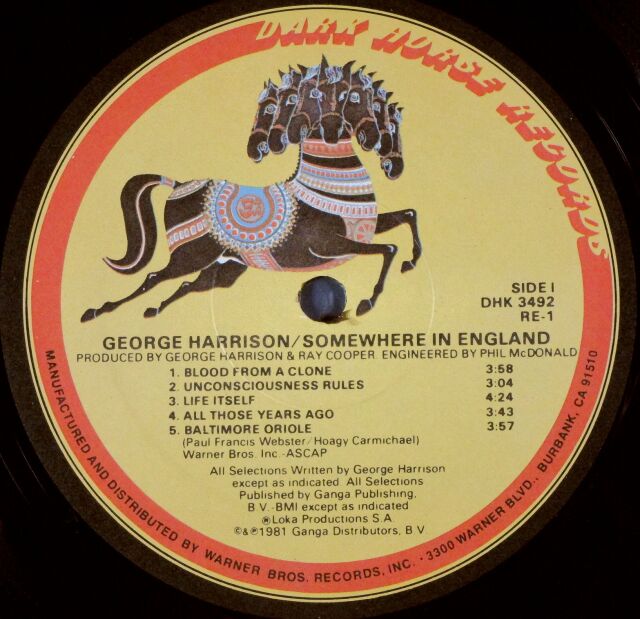 DARK HORSE RECORDS
SIDE I
DHK 3492
RE-1
GEORGE HARRISON/SOMEWHERE IN ENGLAND
PRODUCED BY GEORGE HARRISON & RAY COOPER ENGINEERED BY PHIL McDONALD
1. BLOOD FROM A CLONE 3:58
2. UNCONSCIOUSNESS RULES 3:04
3. LIFE ITSELF 4:24
4. ALL THOSE YEARS AGO 3:43
5. BALTIMORE ORIOLE 3:57
(Paul Francis Webster/Hoagy Carmichael)
Warner Bros. Inc.-ASCAP
All Selections Written by George Harrison
except as indicated. All Selections
Published by Ganga Publishing,
B.V.-BMI except as indicated
℗Loka Productions S.A.
©&℗1981 Ganga Distributors, B.V.
MANUFACTURED AND DISTRIBUTED BY WARNER BROS. RECORDS, INC. · 3300 WARNER BLVD., BURBANK, CA 91510